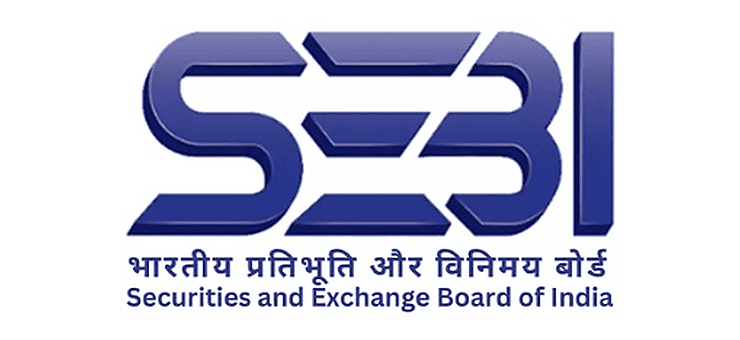 SEBI
भारतीय प्रतिभूति और विनिमय बोर्ड
Securities and Exchange Board of India